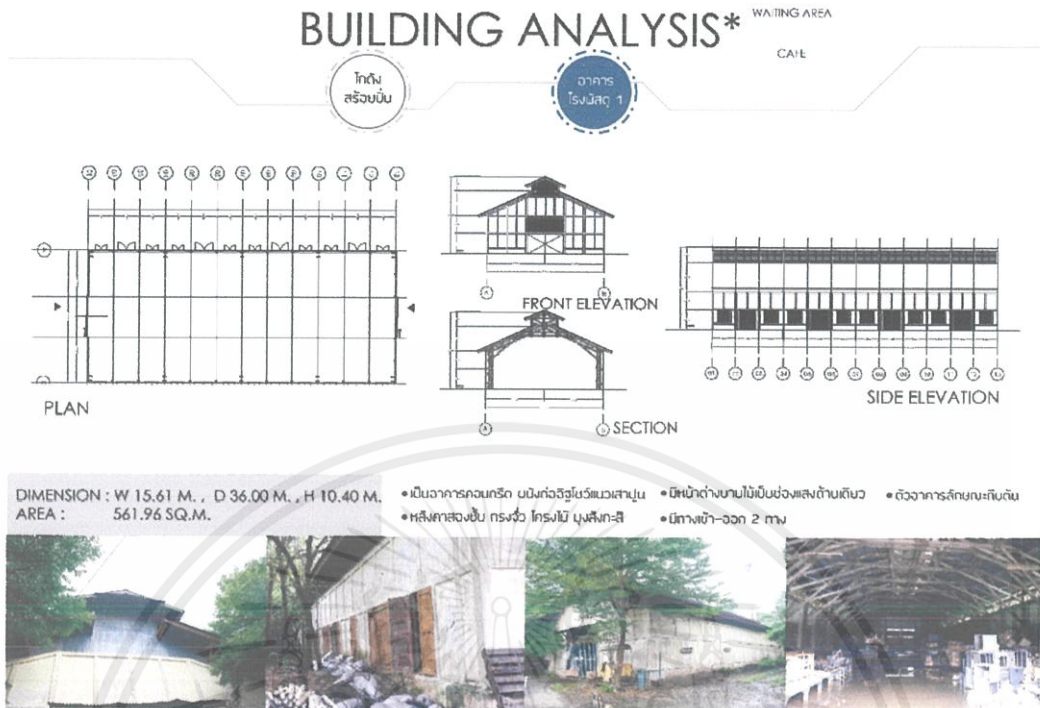 BUILDING ANALYSIS*
WAITING AREA
CAFE
โกดัง
สร้อยปิ่น
อาคาร
โรงพัสดุ 1
PLAN
FRONT ELEVATION
SECTION
SIDE ELEVATION
DIMENSION : W 15.61 M. , D 36.00 M. , H 10.40 M.
AREA : 561.96 SQ.M.
•เป็นอาคารคอนกรีต ผนังก่ออิฐโชว์แนวเสาปูน
•มีหน้าต่างบานไม้เป็นช่องแสงด้านเดียว
•ตัวอาคารลักษณะทึบตัน
•หลังคาสองชั้น ทรงจั่ว โครงไม้ มุงสังกะสี
•มีทางเข้า-ออก 2 ทาง